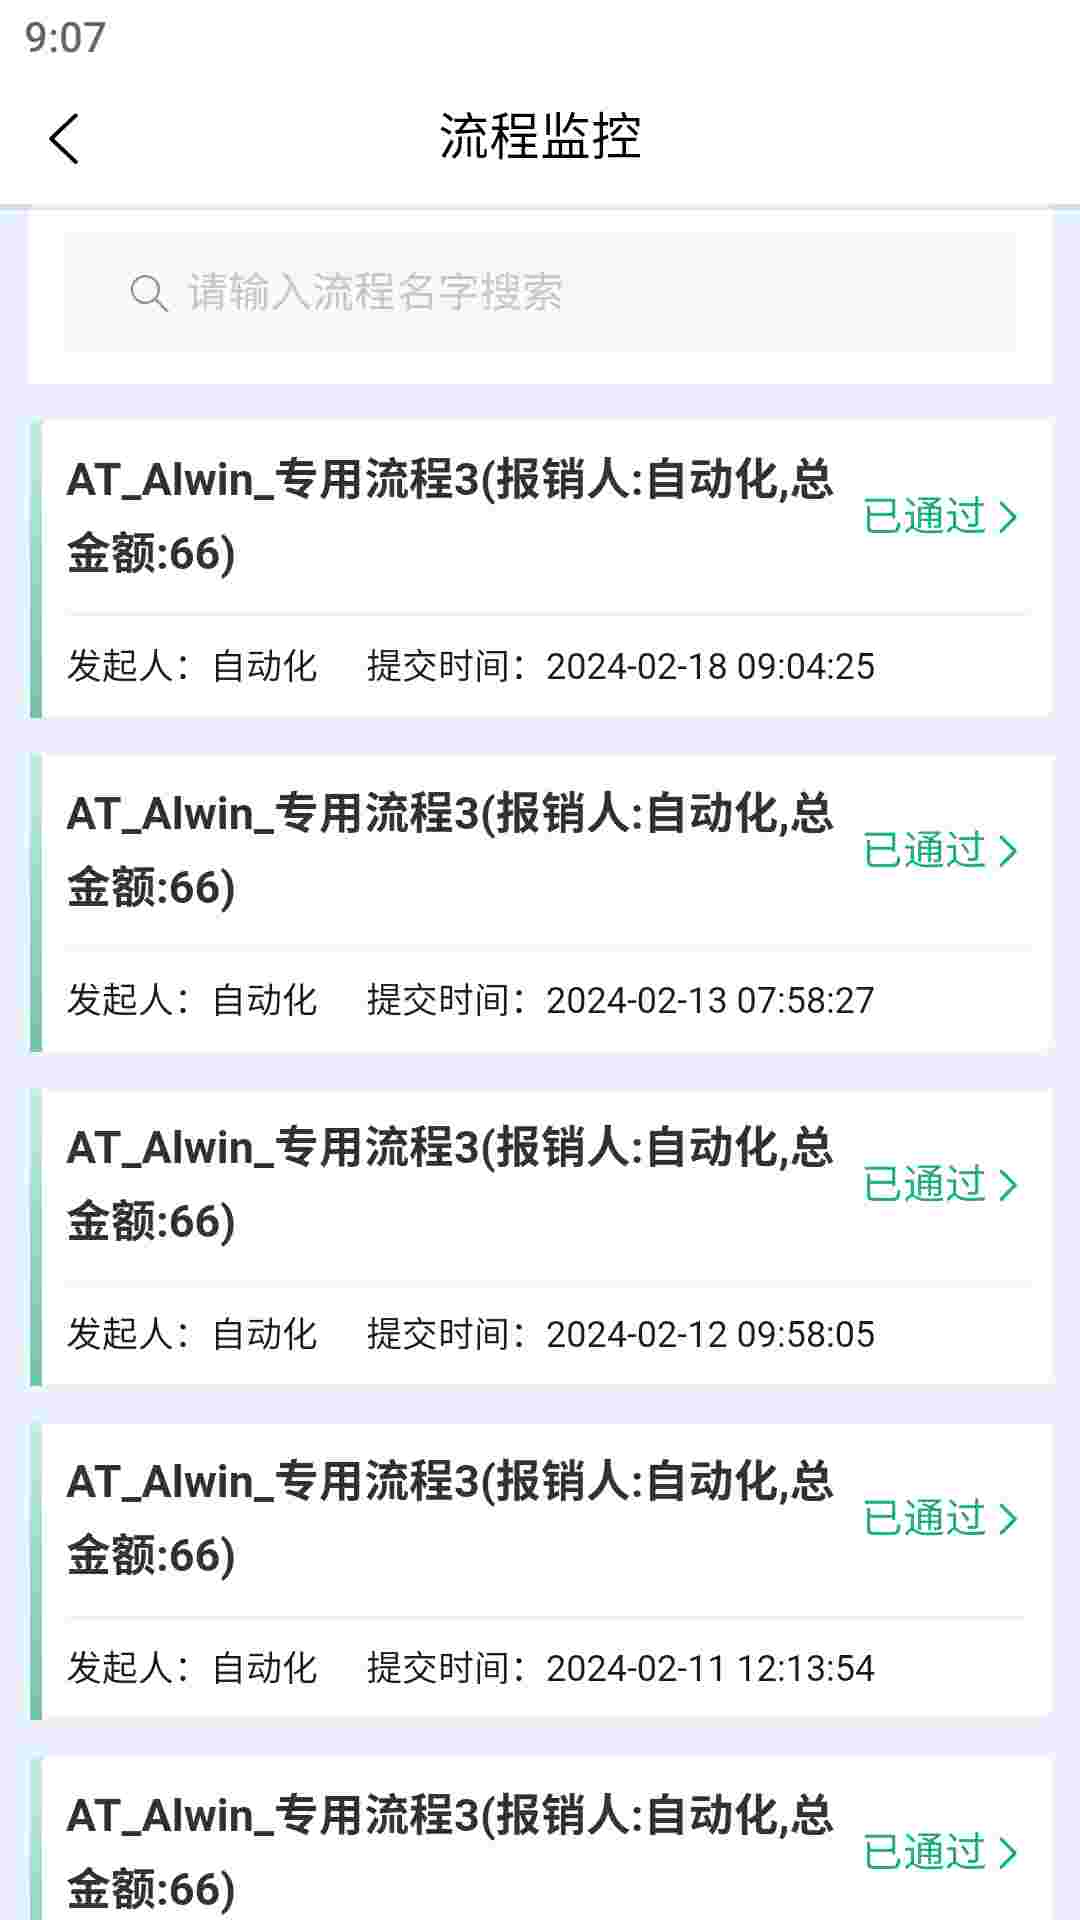 9:07
流程监控
请输入流程名字搜索
AT_Alwin_专用流程3(报销人:自动化,总
金额:66)
已通过
发起人：自动化 提交时间：2024-02-18 09:04:25
AT_Alwin_专用流程3(报销人:自动化,总
金额:66)
已通过
发起人：自动化 提交时间：2024-02-13 07:58:27
AT_Alwin_专用流程3(报销人:自动化,总
金额:66)
已通过
发起人：自动化 提交时间：2024-02-12 09:58:05
AT_Alwin_专用流程3(报销人:自动化,总
金额:66)
已通过
发起人：自动化 提交时间：2024-02-11 12:13:54
AT_Alwin_专用流程3(报销人:自动化,总
金额:66)
已通过